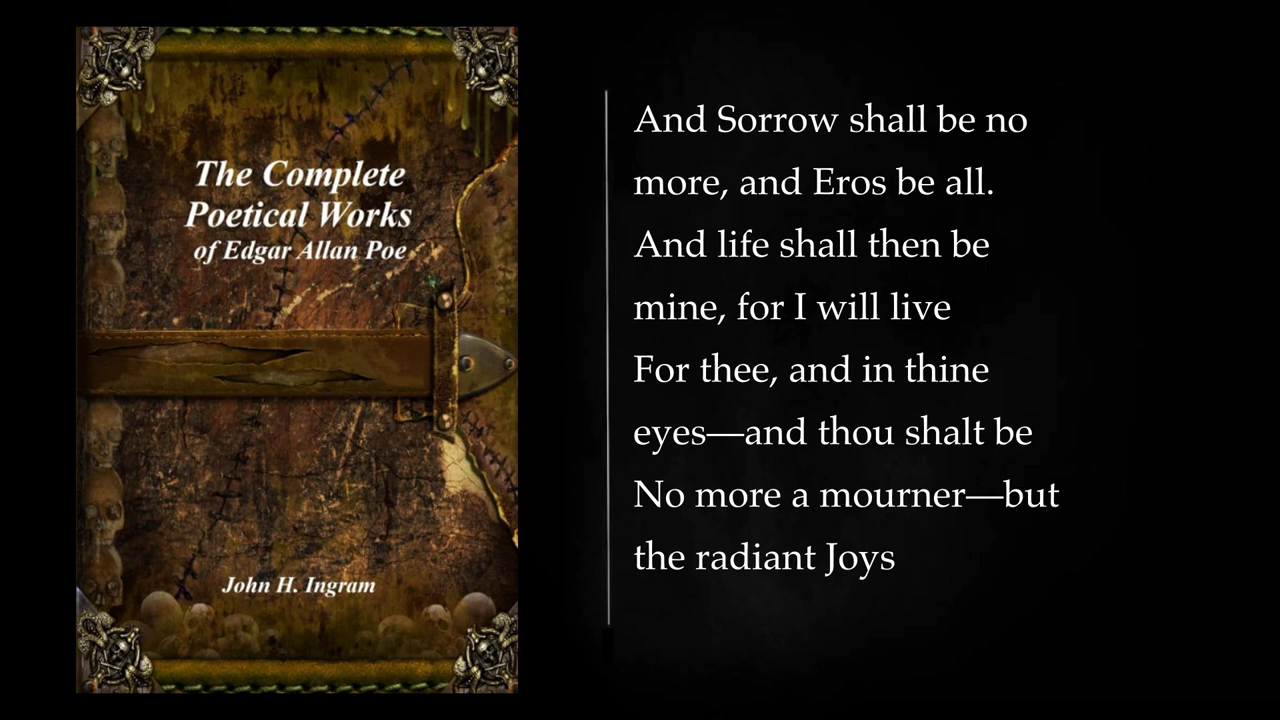 The Complete
Poetical Works
of Edgar Allan Poe
John H. Ingram
And Sorrow shall be no
more, and Eros be all.
And life shall then be
mine, for I will live
For thee, and in thine
eyes—and thou shalt be
No more a mourner—but
the radiant Joys